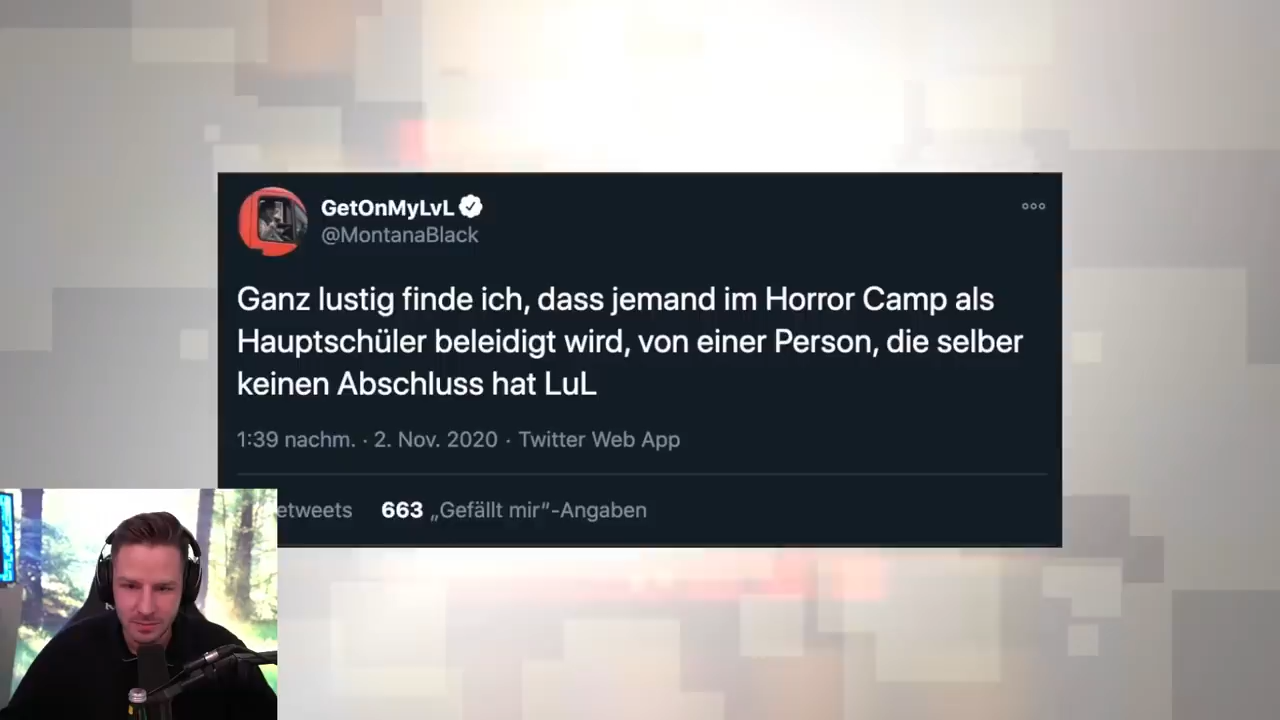 GetOnMyLvL
@MontanaBlack
Ganz lustig finde ich, dass jemand im Horror Camp als
Hauptschüler beleidigt wird, von einer Person, die selber
keinen Abschluss hat LuL
1:39 nachm. · 2. Nov. 2020 · Twitter Web App
etweets 663 „Gefällt mir“-Angaben